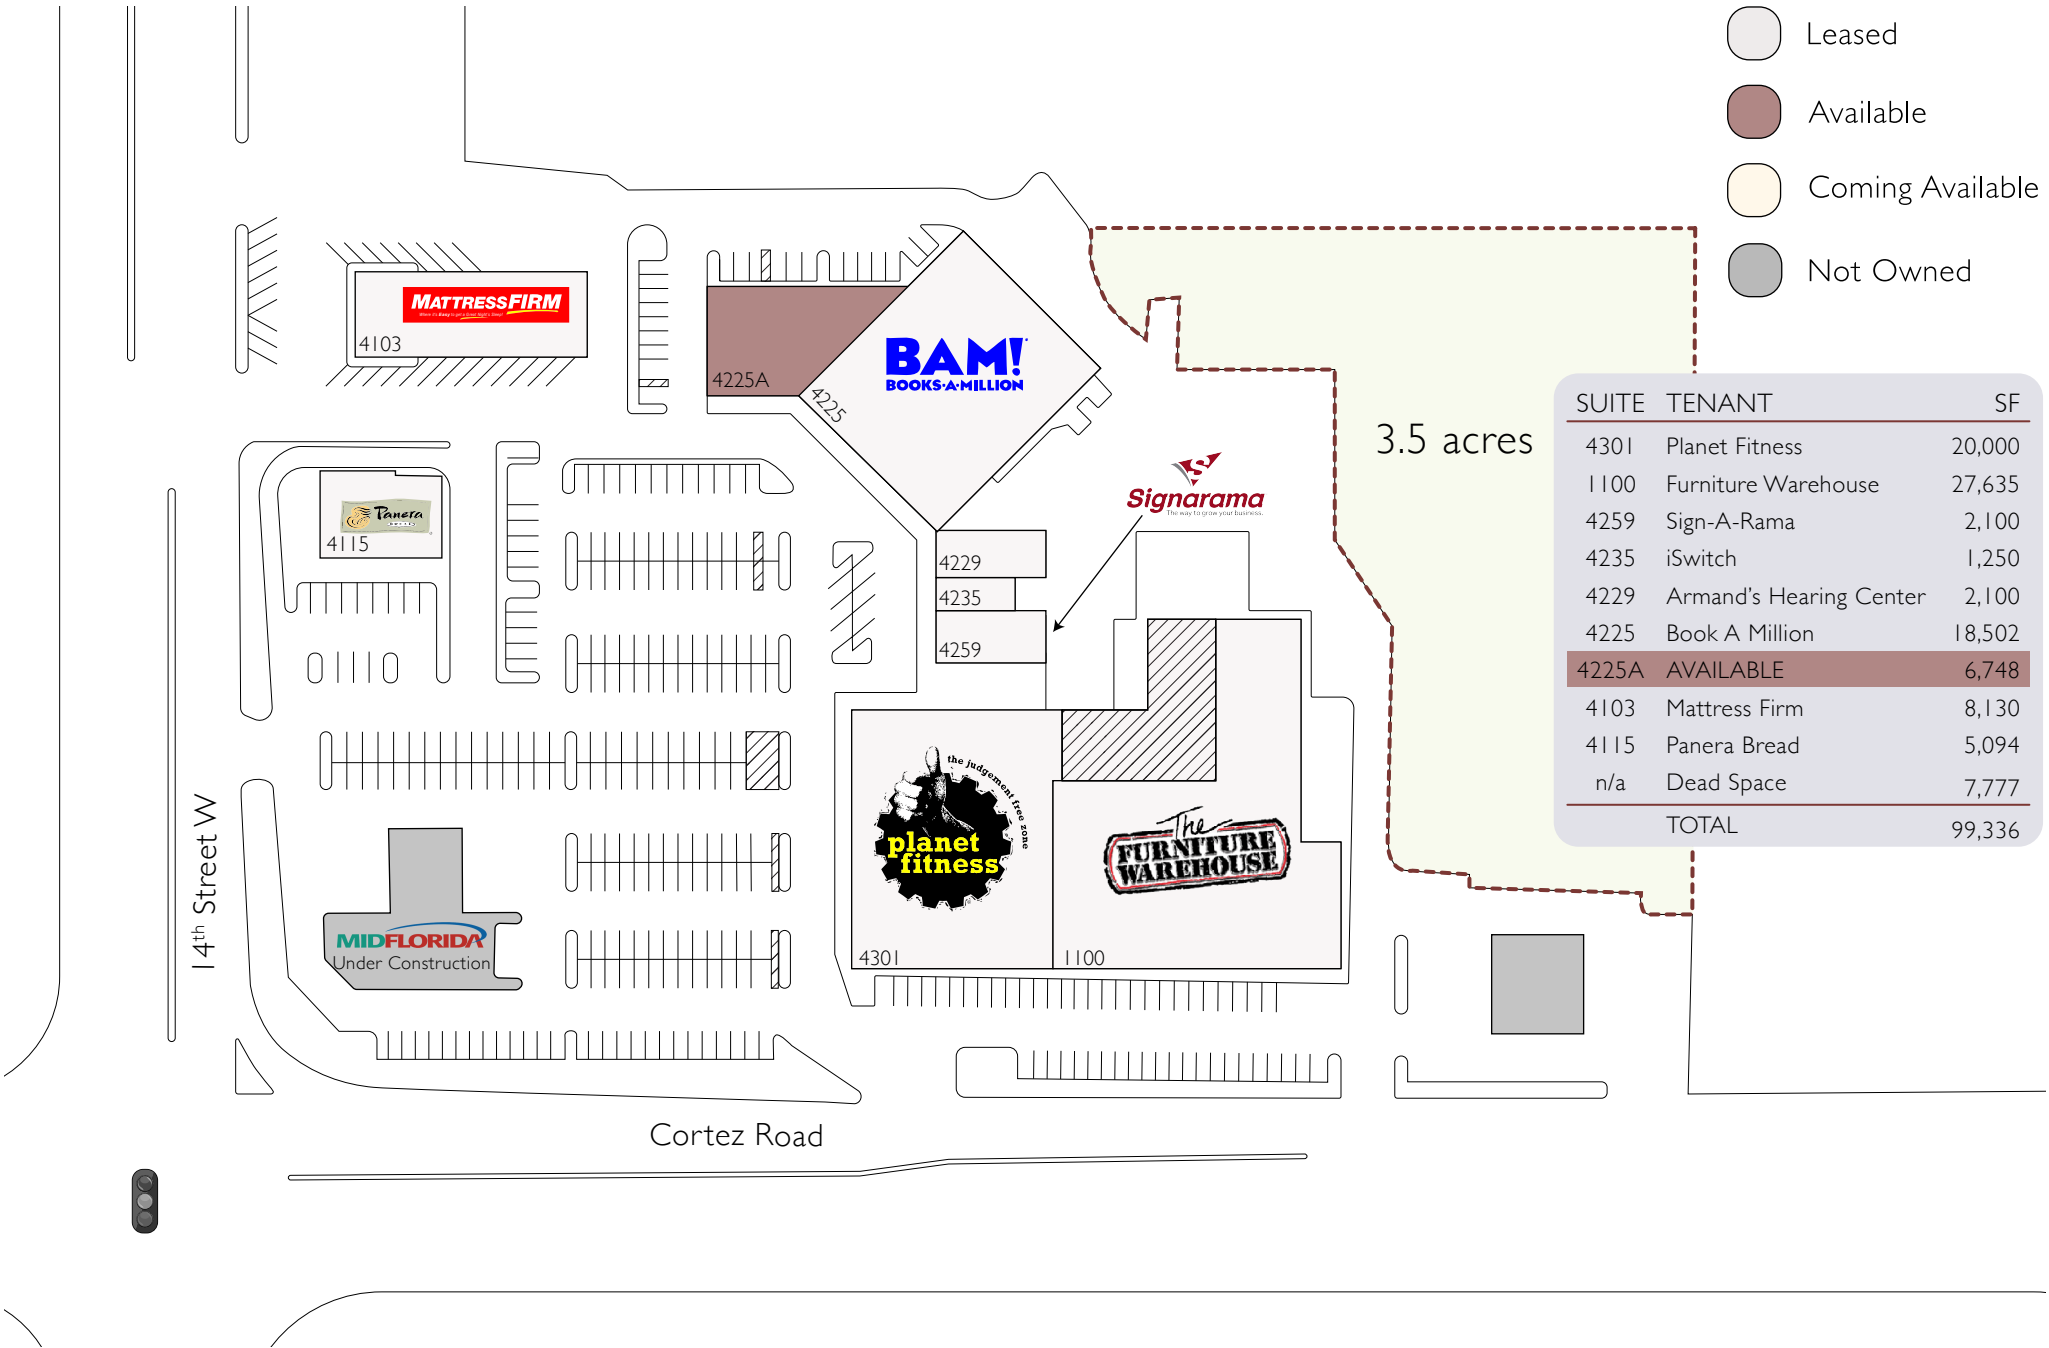 Leased
Available
Coming Available
Not Owned
MATTRESSFIRM
4103
4225A
4225
BAM!
BOOKS·A·MILLION
3.5 acres
Signarama
The way to grow your business.
Panera
4115
4229
4235
4259
SUITE TENANT SF
4301 Planet Fitness 20,000
1100 Furniture Warehouse 27,635
4259 Sign-A-Rama 2,100
4235 iSwitch 1,250
4229 Armand's Hearing Center 2,100
4225 Book A Million 18,502
4225A AVAILABLE 6,748
4103 Mattress Firm 8,130
4115 Panera Bread 5,094
n/a Dead Space 7,777
TOTAL 99,336
the judgement free zone
planet
fitness
4301
The
FURNITURE
WAREHOUSE
1100
14th Street W
MIDFLORIDA
Under Construction
Cortez Road